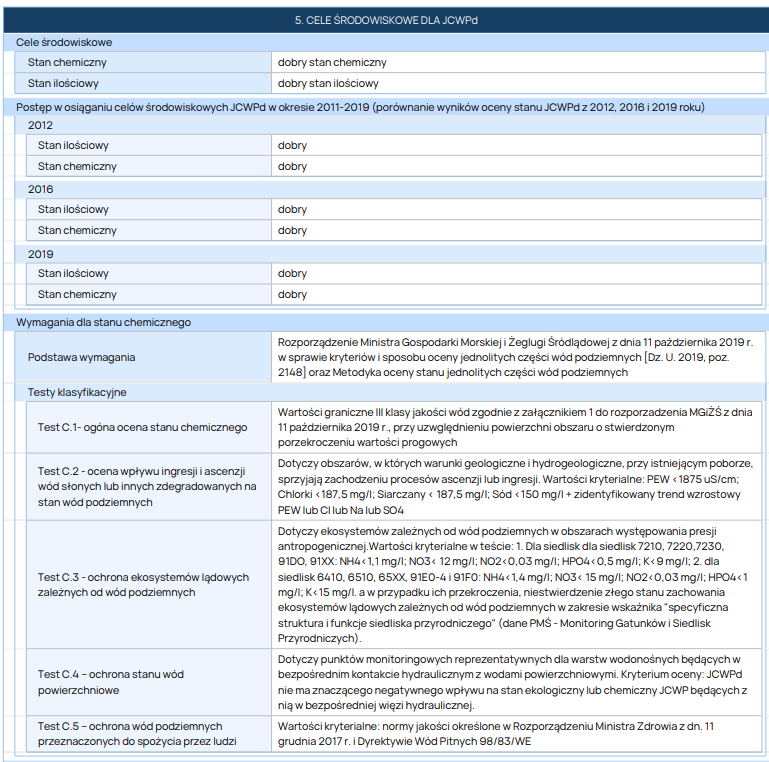 5. CELE ŚRODOWISKOWE DLA JCWPd
Cele środowiskowe
Stan chemiczny
dobry stan chemiczny
Stan ilościowy
dobry stan ilościowy
Postęp w osiąganiu celów środowiskowych JCWPd w okresie 2011-2019 (porównanie wyników oceny stanu JCWPd z 2012, 2016 i 2019 roku)
2012
Stan ilościowy
dobry
Stan chemiczny
dobry
2016
Stan ilościowy
dobry
Stan chemiczny
dobry
2019
Stan ilościowy
dobry
Stan chemiczny
dobry
Wymagania dla stanu chemicznego
Podstawa wymagania
Rozporządzenie Ministra Gospodarki Morskiej i Żeglugi Śródlądowej z dnia 11 października 2019 r.
w sprawie kryteriów i sposobu oceny jednolitych części wód podziemnych [Dz. U. 2019, poz.
2148] oraz Metodyka oceny stanu jednolitych części wód podziemnych
Testy klasyfikacyjne
Test C.1- ogóna ocena stanu chemicznego
Wartości graniczne III klasy jakości wód zgodnie z załącznikiem 1 do rozporzadzenia MGiŻŚ z dnia
11 października 2019 r., przy uwzględnieniu powierzchni obszaru o stwierdzonym
porzekroczeniu wartości progowych
Test C.2 - ocena wpływu ingresji i ascenzji
wód słonych lub innych zdegradowanych na
stan wód podziemnych
Dotyczy obszarów, w których warunki geologiczne i hydrogeologiczne, przy istniejącym poborze,
sprzyjają zachodzeniu procesów ascenzji lub ingresji. Wartości kryterialne: PEW <1875 uS/cm;
Chlorki <187,5 mg/l; Siarczany < 187,5 mg/l; Sód <150 mg/l + zidentyfikowany trend wzrostowy
PEW lub Cl lub Na lub SO4
Test C.3 - ochrona ekosystemów lądowych
zależnych od wód podziemnych
Dotyczy ekosystemów zależnych od wód podziemnych w obszarach występowania presji
antropogenicznej.Wartości kryterialne w teście: 1. Dla siedlisk dla siedlisk 7210, 7220,7230,
91DO, 91XX: NH4<1,1 mg/l; NO3< 12 mg/l; NO2<0,03 mg/l; HPO4<0,5 mg/l; K<9 mg/l; 2. dla
siedlisk 6410, 6510, 65XX, 91E0-4 i 91F0: NH4<1,4 mg/l; NO3< 15 mg/l; NO2<0,03 mg/l; HPO4<1
mg/l; K<15 mg/l. a w przypadku ich przekroczenia, niestwierdzenie złego stanu zachowania
ekosystemów lądowych zależnych od wód podziemnych w zakresie wskaźnika "specyficzna
struktura i funkcje siedliska przyrodniczego" (dane PMŚ - Monitoring Gatunków i Siedlisk
Przyrodniczych).
Test C.4 – ochrona stanu wód
powierzchniowe
Dotyczy punktów monitoringowych reprezentatywnych dla warstw wodonośnych będących w
bezpośrednim kontakcie hydraulicznym z wodami powierzchniowymi. Kryterium oceny: JCWPd
nie ma znaczącego negatywnego wpływu na stan ekologiczny lub chemiczny JCWP będących z
nią w bezpośredniej więzi hydraulicznej.
Test C.5 – ochrona wód podziemnych
przeznaczonych do spożycia przez ludzi
Wartości kryterialne: normy jakości określone w Rozporządzeniu Ministra Zdrowia z dn. 11
grudnia 2017 r. i Dyrektywie Wód Pitnych 98/83/WE